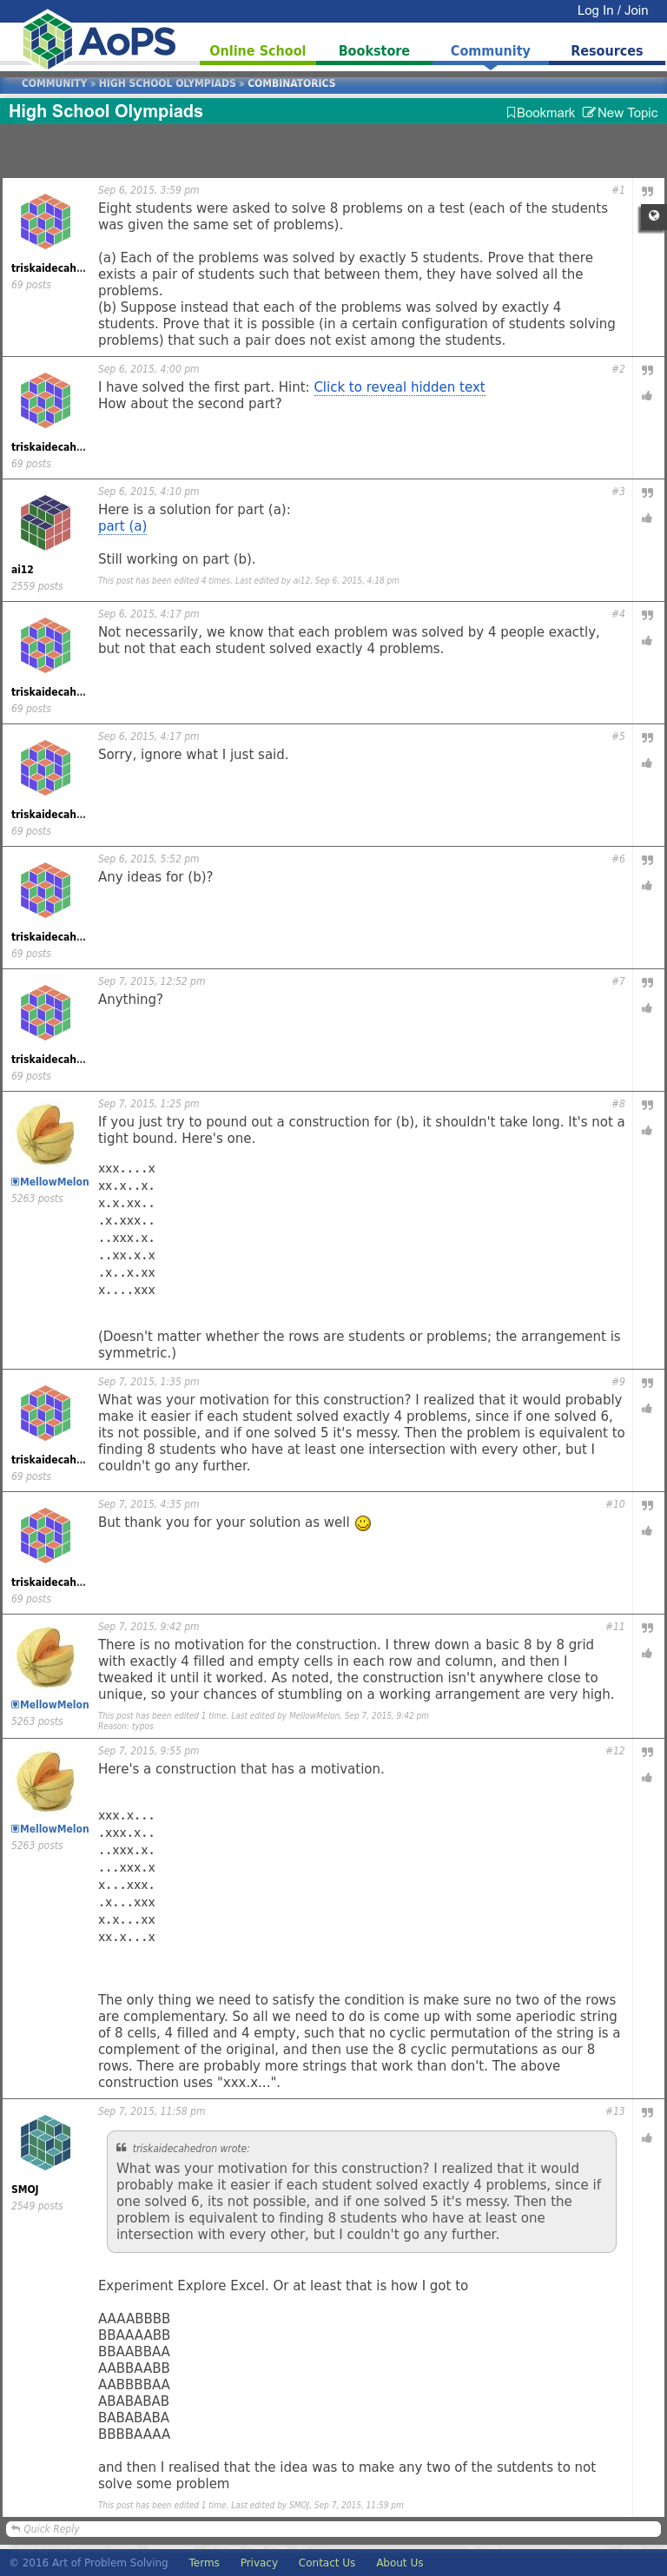 Log In / Join
AoPS
Online School
Bookstore
Community
Resources
COMMUNITY » HIGH SCHOOL OLYMPIADS » COMBINATORICS
High School Olympiads
Bookmark New Topic
Sep 6, 2015, 3:59 pm #1
triskaidecah...
69 posts
Eight students were asked to solve 8 problems on a test (each of the students
was given the same set of problems).
(a) Each of the problems was solved by exactly 5 students. Prove that there
exists a pair of students such that between them, they have solved all the
problems.
(b) Suppose instead that each of the problems was solved by exactly 4
students. Prove that it is possible (in a certain configuration of students solving
problems) that such a pair does not exist among the students.
Sep 6, 2015, 4:00 pm #2
triskaidecah...
69 posts
I have solved the first part. Hint: Click to reveal hidden text
How about the second part?
Sep 6, 2015, 4:10 pm #3
ai12
2559 posts
Here is a solution for part (a):
part (a)
Still working on part (b).
This post has been edited 4 times. Last edited by ai12, Sep 6, 2015, 4:18 pm
Sep 6, 2015, 4:17 pm #4
triskaidecah...
69 posts
Not necessarily, we know that each problem was solved by 4 people exactly,
but not that each student solved exactly 4 problems.
Sep 6, 2015, 4:17 pm #5
triskaidecah...
69 posts
Sorry, ignore what I just said.
Sep 6, 2015, 5:52 pm #6
triskaidecah...
69 posts
Any ideas for (b)?
Sep 7, 2015, 12:52 pm #7
triskaidecah...
69 posts
Anything?
Sep 7, 2015, 1:25 pm #8
MellowMelon
5263 posts
If you just try to pound out a construction for (b), it shouldn't take long. It's not a
tight bound. Here's one.
xxx....x
xx.x..x.
x.x.xx..
.x.xxx..
..xxx.x.
..xx.x.x
.x..x.xx
x....xxx
(Doesn't matter whether the rows are students or problems; the arrangement is
symmetric.)
Sep 7, 2015, 1:35 pm #9
triskaidecah...
69 posts
What was your motivation for this construction? I realized that it would probably
make it easier if each student solved exactly 4 problems, since if one solved 6,
its not possible, and if one solved 5 it's messy. Then the problem is equivalent to
finding 8 students who have at least one intersection with every other, but I
couldn't go any further.
Sep 7, 2015, 4:35 pm #10
triskaidecah...
69 posts
But thank you for your solution as well
Sep 7, 2015, 9:42 pm #11
MellowMelon
5263 posts
There is no motivation for the construction. I threw down a basic 8 by 8 grid
with exactly 4 filled and empty cells in each row and column, and then I
tweaked it until it worked. As noted, the construction isn't anywhere close to
unique, so your chances of stumbling on a working arrangement are very high.
This post has been edited 1 time. Last edited by MellowMelon, Sep 7, 2015, 9:42 pm
Reason: typos
Sep 7, 2015, 9:55 pm #12
MellowMelon
5263 posts
Here's a construction that has a motivation.
xxx.x...
.xxx.x..
..xxx.x.
...xxx.x
x...xxx.
.x...xxx
x.x...xx
xx.x...x
The only thing we need to satisfy the condition is make sure no two of the rows
are complementary. So all we need to do is come up with some aperiodic string
of 8 cells, 4 filled and 4 empty, such that no cyclic permutation of the string is a
complement of the original, and then use the 8 cyclic permutations as our 8
rows. There are probably more strings that work than don't. The above
construction uses "xxx.x...".
Sep 7, 2015, 11:58 pm #13
SMOJ
2549 posts
triskaidecahedron wrote:
What was your motivation for this construction? I realized that it would
probably make it easier if each student solved exactly 4 problems, since if
one solved 6, its not possible, and if one solved 5 it's messy. Then the
problem is equivalent to finding 8 students who have at least one
intersection with every other, but I couldn't go any further.
Experiment Explore Excel. Or at least that is how I got to
AAAABBBB
BBAAAABB
BBAABBAA
AABBAABB
AABBBBAA
ABABABAB
BABABABA
BBBBAAAA
and then I realised that the idea was to make any two of the sutdents to not
solve some problem
This post has been edited 1 time. Last edited by SMOJ, Sep 7, 2015, 11:59 pm
Quick Reply
© 2016 Art of Problem Solving Terms Privacy Contact Us About Us